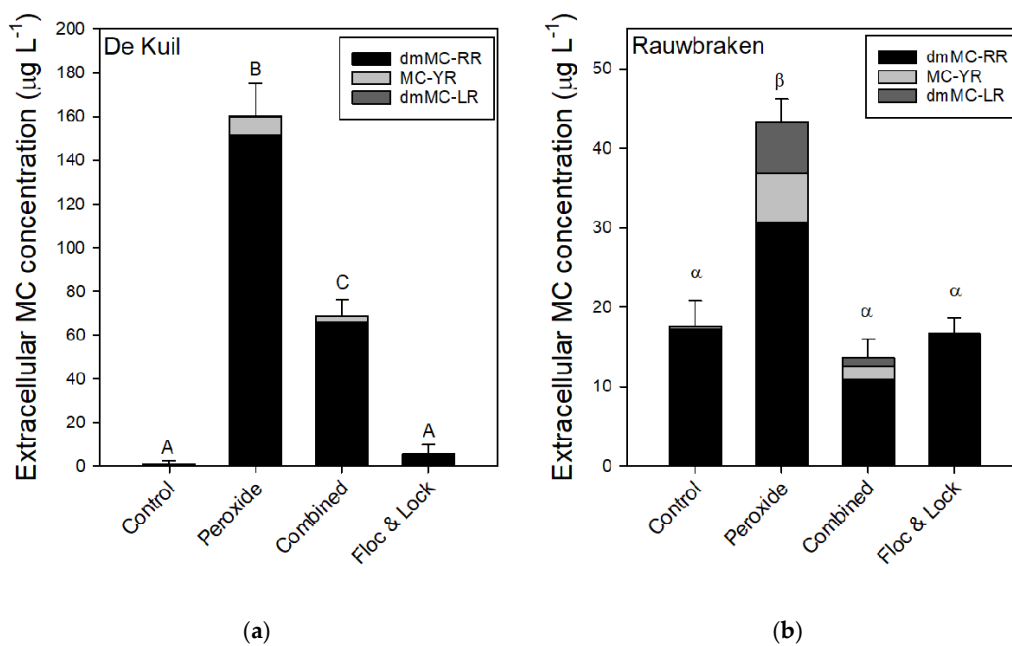 De Kuil
dmMC-RR
MC-YR
dmMC-LR
Extracellular MC concentration (µg L⁻¹)
200
180
160
140
120
100
80
60
40
20
0
A
B
C
A
Control
Peroxide
Combined
Floc & Lock
(a)
Rauwbraken
dmMC-RR
MC-YR
dmMC-LR
Extracellular MC concentration (µg L⁻¹)
50
40
30
20
10
0
α
β
α
α
Control
Peroxide
Combined
Floc & Lock
(b)